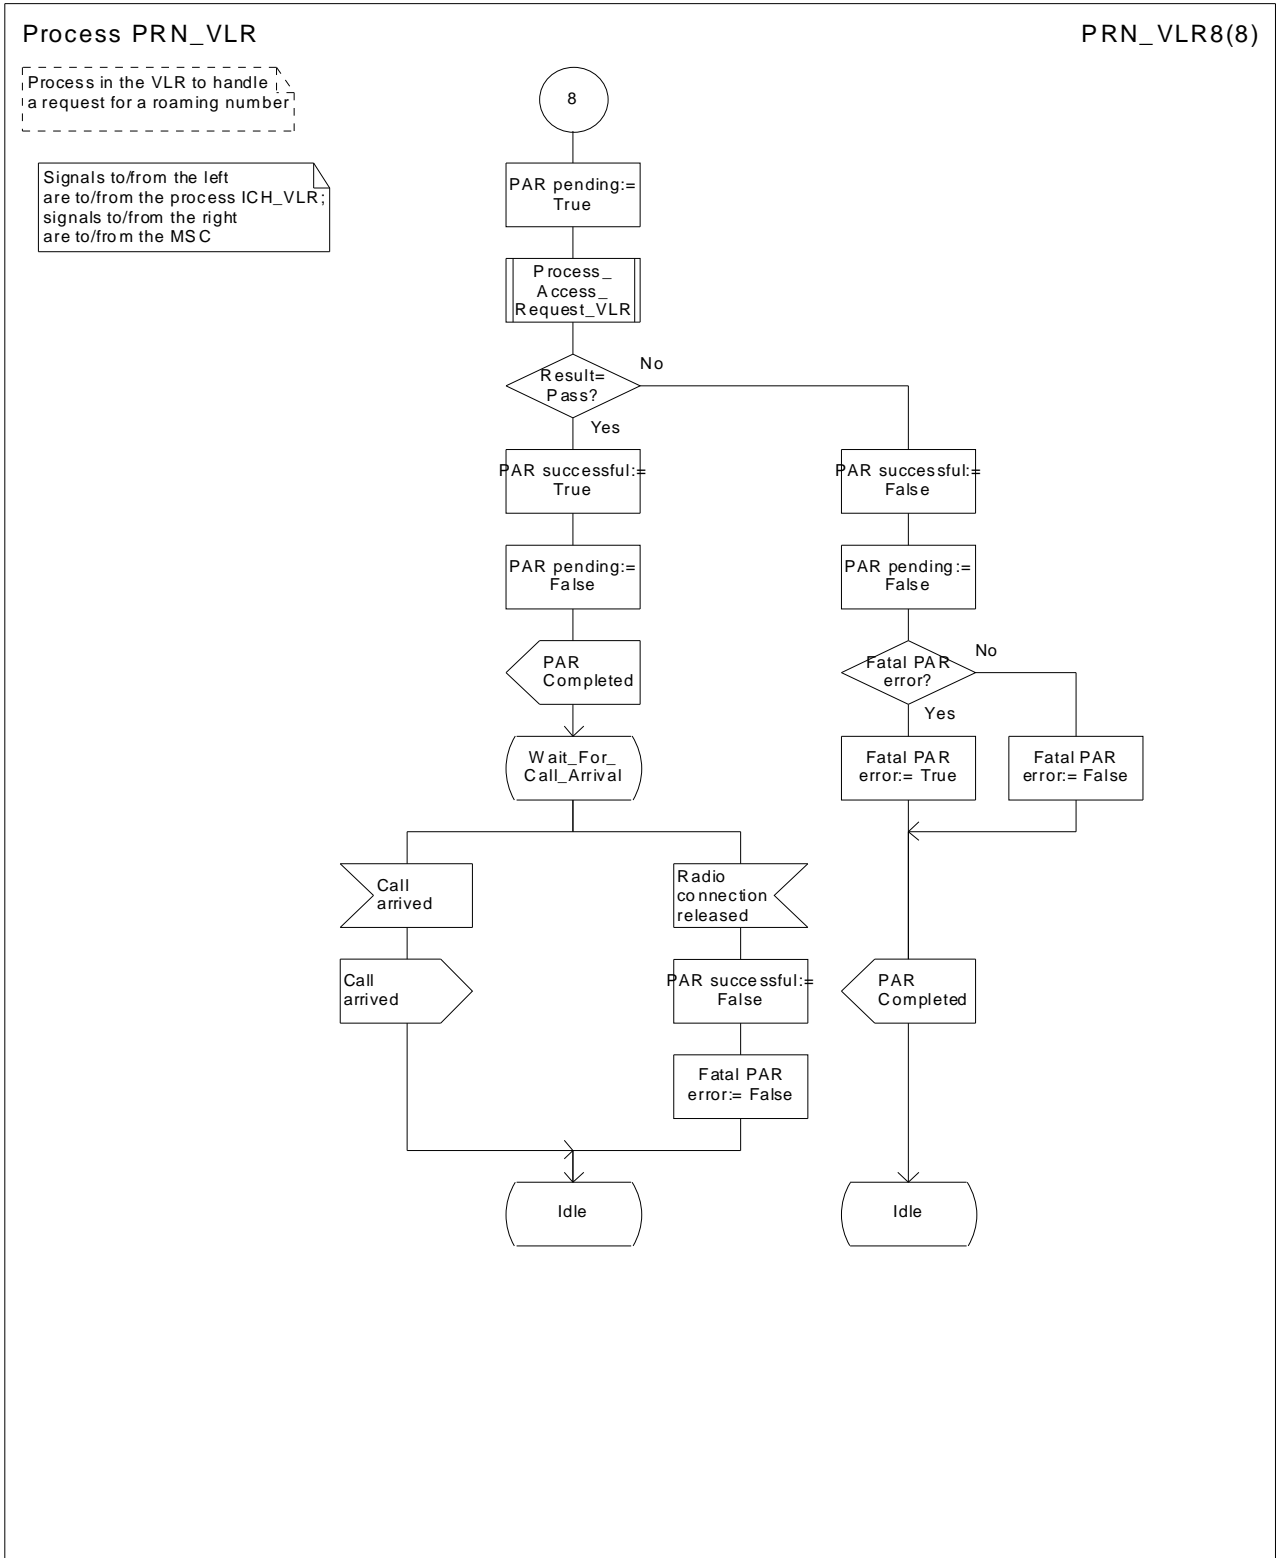 Process PRN_VLR
PRN_VLR8(8)
Process in the VLR to handle
a request for a roaming number
Signals to/from the left
are to/from the process ICH_VLR;
signals to/from the right
are to/from the MSC
8
PAR pending:=
True
Process_
Access_
Request_VLR
Result=
Pass?
No
Yes
PAR successful:=
True
PAR successful:=
False
PAR pending:=
False
PAR pending:=
False
PAR
Completed
Fatal PAR
error?
No
Yes
Wait_For_
Call_Arrival
Fatal PAR
error:= True
Fatal PAR
error:= False
Call
arrived
Radio
connection
released
Call
arrived
PAR successful:=
False
PAR
Completed
Fatal PAR
error:= False
Idle
Idle